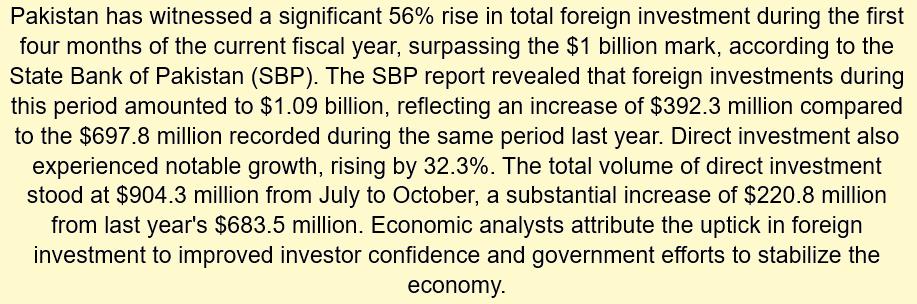 Pakistan has witnessed a significant 56% rise in total foreign investment during the first
four months of the current fiscal year, surpassing the $1 billion mark, according to the
State Bank of Pakistan (SBP). The SBP report revealed that foreign investments during
this period amounted to $1.09 billion, reflecting an increase of $392.3 million compared
to the $697.8 million recorded during the same period last year. Direct investment also
experienced notable growth, rising by 32.3%. The total volume of direct investment
stood at $904.3 million from July to October, a substantial increase of $220.8 million
from last year's $683.5 million. Economic analysts attribute the uptick in foreign
investment to improved investor confidence and government efforts to stabilize the
economy.